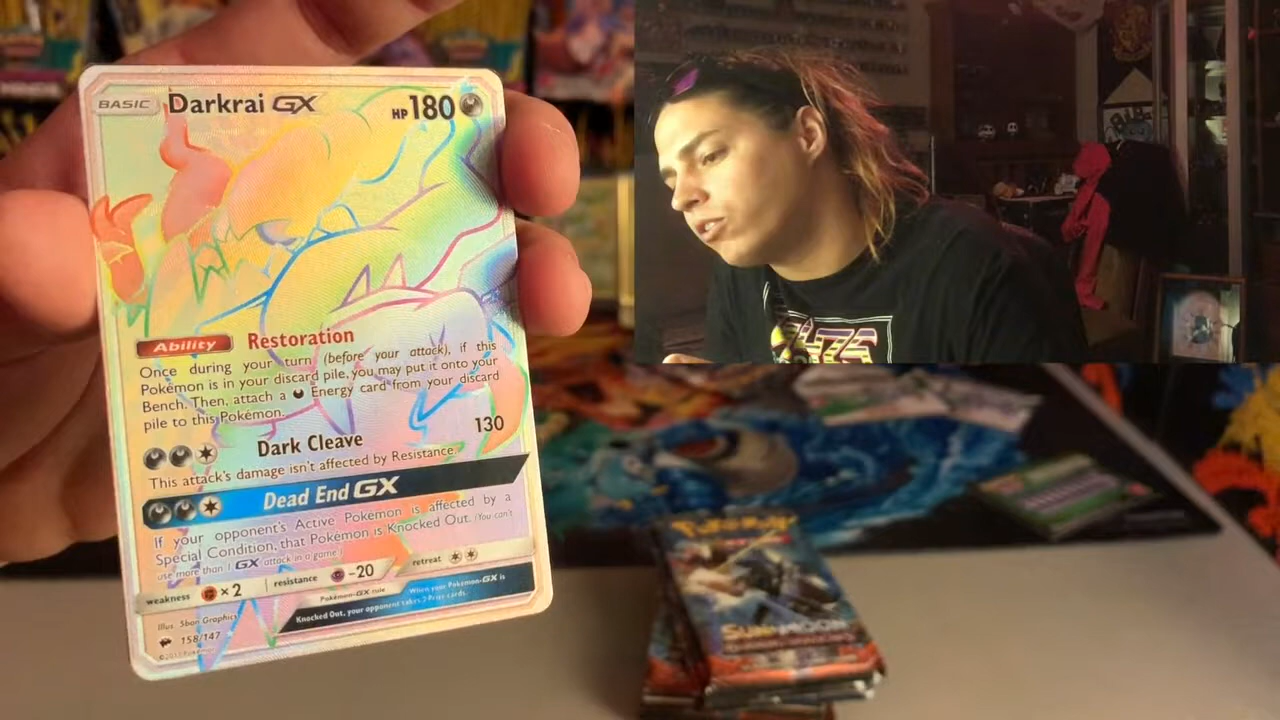 BASIC Darkrai GX HP180
Ability Restoration
Once during your turn (before your attack), if this
Pokémon is in your discard pile, you may put it onto your
Bench. Then, attach a Energy card from your discard
pile to this Pokémon.
Dark Cleave 130
This attack's damage isn't affected by Resistance.
Dead End GX
If your opponent's Active Pokémon is affected by a
Special Condition, that Pokémon is Knocked Out. (You can't
use more than 1 GX attack in a game.)
weakness ×2 resistance -20 retreat
Pokémon-GX rule When your Pokémon-GX is
Knocked Out, your opponent takes 2 Prize cards.
Illus. 5ban Graphics
158/147
©2017 Pokémon
Pokémon
SUN & MOON